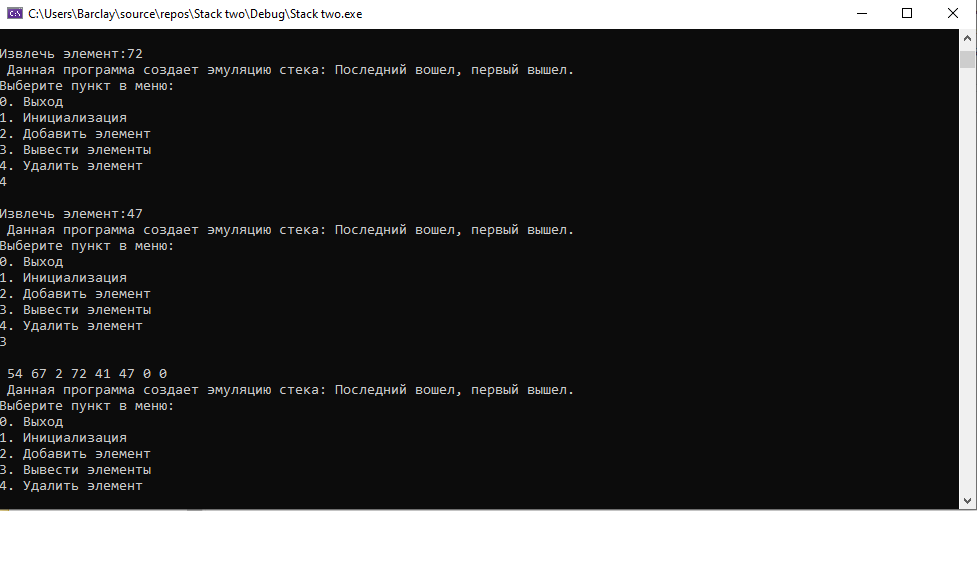 C:\Users\Barclay\source\repos\Stack two\Debug\Stack two.exe
Извлечь элемент:72
Данная программа создает эмуляцию стека: Последний вошел, первый вышел.
Выберите пункт в меню:
0. Выход
1. Инициализация
2. Добавить элемент
3. Вывести элементы
4. Удалить элемент
4
Извлечь элемент:47
Данная программа создает эмуляцию стека: Последний вошел, первый вышел.
Выберите пункт в меню:
0. Выход
1. Инициализация
2. Добавить элемент
3. Вывести элементы
4. Удалить элемент
3
54 67 2 72 41 47 0 0
Данная программа создает эмуляцию стека: Последний вошел, первый вышел.
Выберите пункт в меню:
0. Выход
1. Инициализация
2. Добавить элемент
3. Вывести элементы
4. Удалить элемент